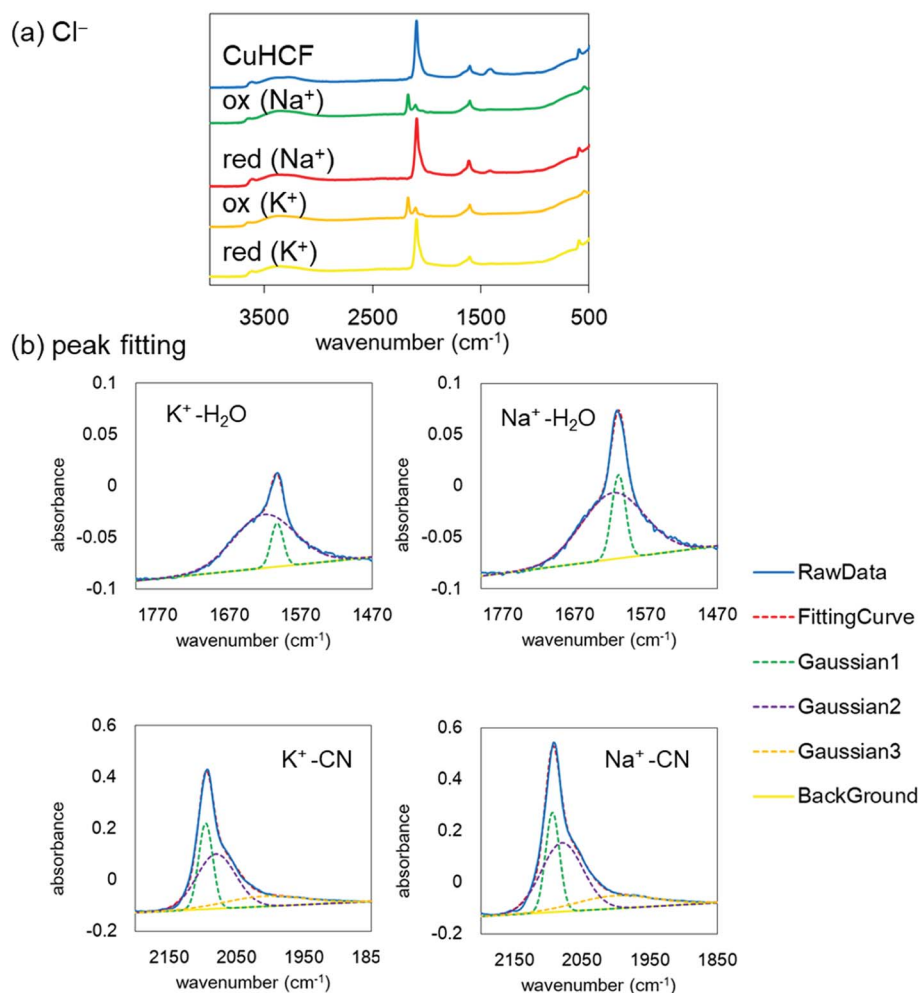 (a) Cl⁻
CuHCF
ox (Na⁺)
red (Na⁺)
ox (K⁺)
red (K⁺)
3500 2500 1500 500
wavenumber (cm⁻¹)
(b) peak fitting
0.1
0.05
0
-0.05
-0.1
absorbance
K⁺ -H₂O
1770 1670 1570 1470
wavenumber (cm⁻¹)
0.1
0.05
0
-0.05
-0.1
absorbance
Na⁺ -H₂O
1770 1670 1570 1470
wavenumber (cm⁻¹)
0.6
0.4
0.2
0
-0.2
absorbance
K⁺ -CN
2150 2050 1950 185
wavenumber (cm⁻¹)
0.6
0.4
0.2
0
-0.2
absorbance
Na⁺ -CN
2150 2050 1950 1850
wavenumber (cm⁻¹)
RawData
FittingCurve
Gaussian1
Gaussian2
Gaussian3
BackGround